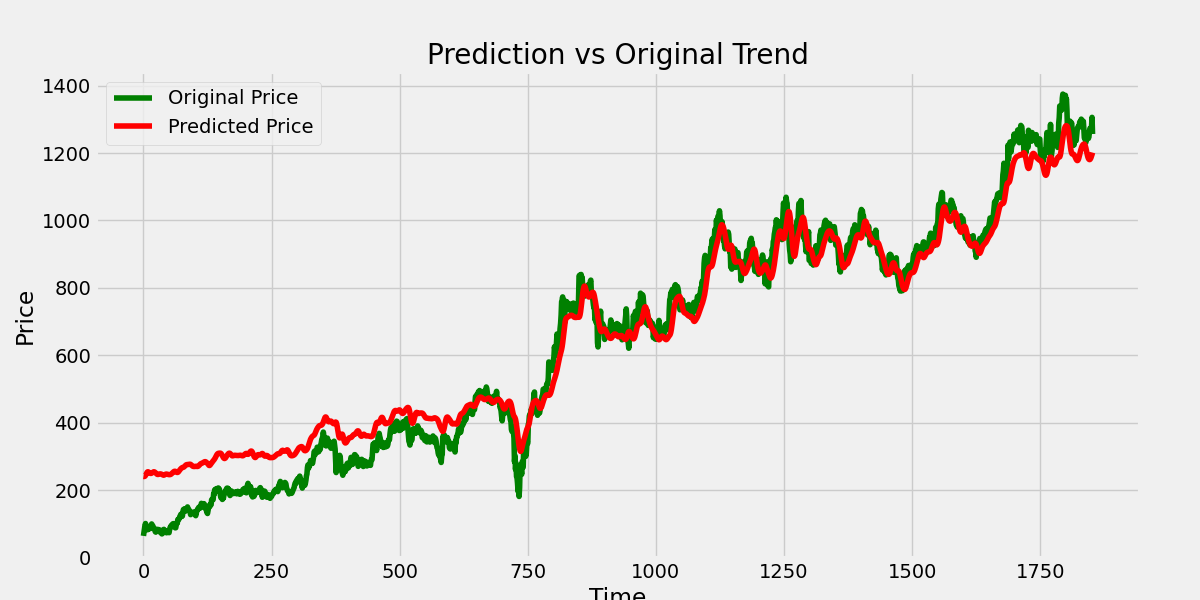 Prediction vs Original Trend
Original Price
Predicted Price
Price
1400
1200
1000
800
600
400
200
0
0 250 500 750 1000 1250 1500 1750
Time